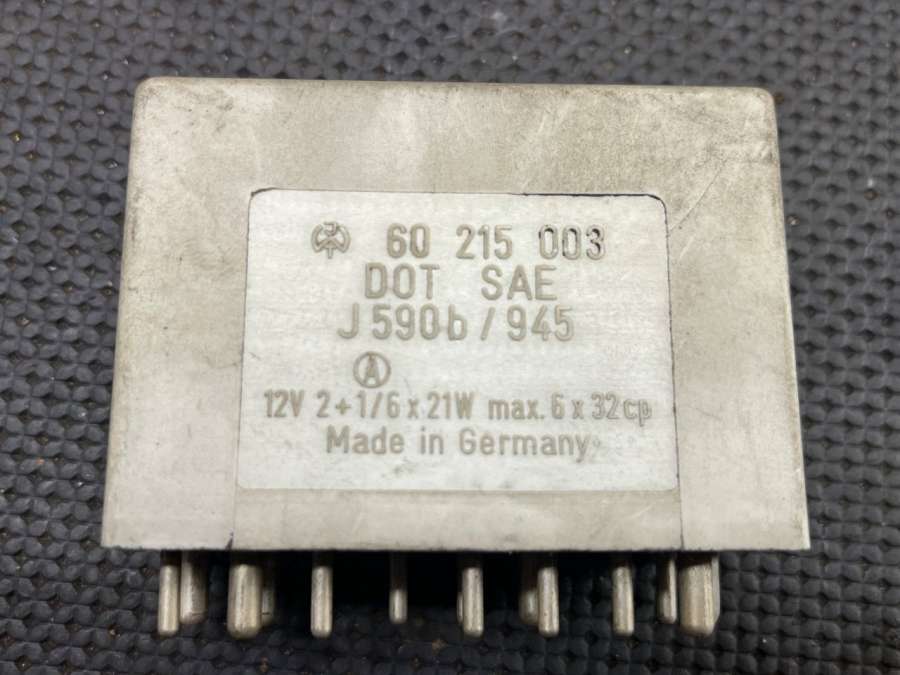 60 215 003
DOT SAE
J 590b / 945
A
12V 2+1/6 x 21W max. 6 x 32cp
Made in Germany